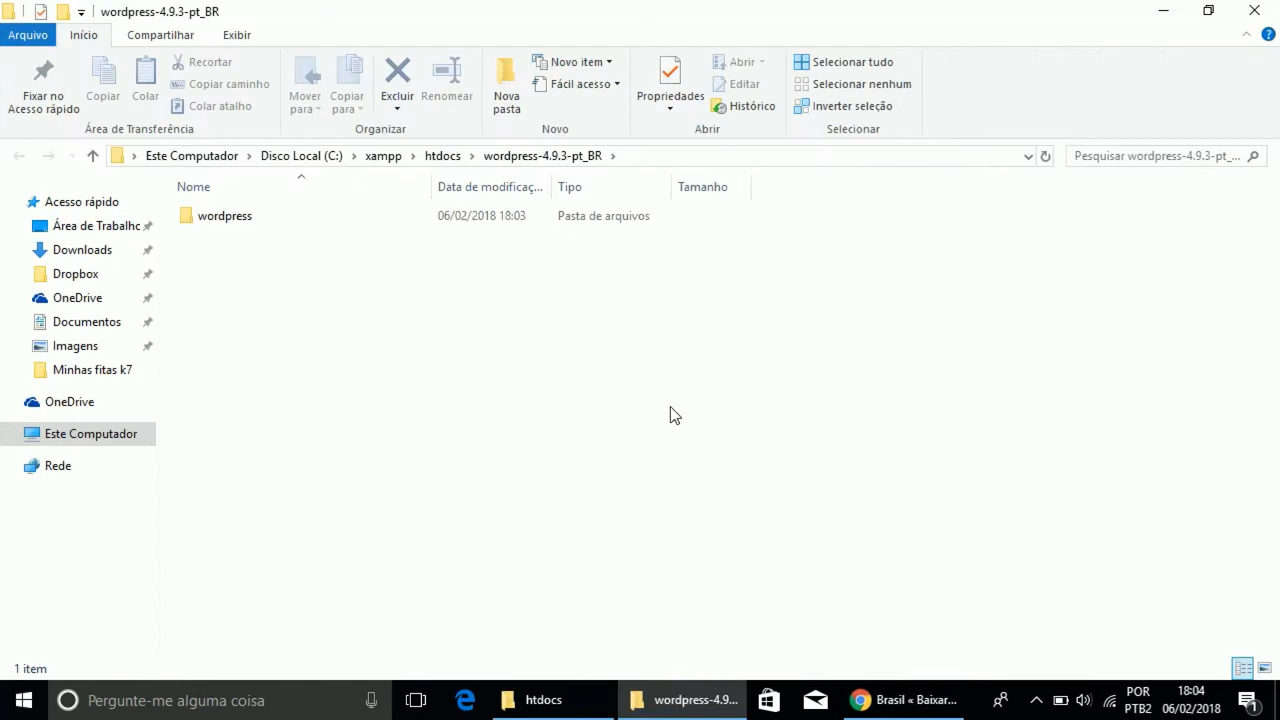 wordpress-4.9.3-pt_BR
Arquivo Início Compartilhar Exibir
Fixar no Acesso rápido
Copiar
Colar
Recortar
Copiar caminho
Colar atalho
Área de Transferência
Mover para
Copiar para
Excluir
Renomear
Organizar
Nova pasta
Novo item
Fácil acesso
Novo
Propriedades
Abrir
Editar
Histórico
Abrir
Selecionar tudo
Selecionar nenhum
Inverter seleção
Selecionar
Este Computador Disco Local (C:) xampp htdocs wordpress-4.9.3-pt_BR
Pesquisar wordpress-4.9.3-pt_...
Nome Data de modificaç... Tipo Tamanho
wordpress 06/02/2018 18:03 Pasta de arquivos
Acesso rápido
Área de Trabalho
Downloads
Dropbox
OneDrive
Documentos
Imagens
Minhas fitas k7
OneDrive
Este Computador
Rede
1 item
Pergunte-me alguma coisa
htdocs
wordpress-4.9...
Brasil « Baixar...
POR
PTB2
18:04
06/02/2018
1